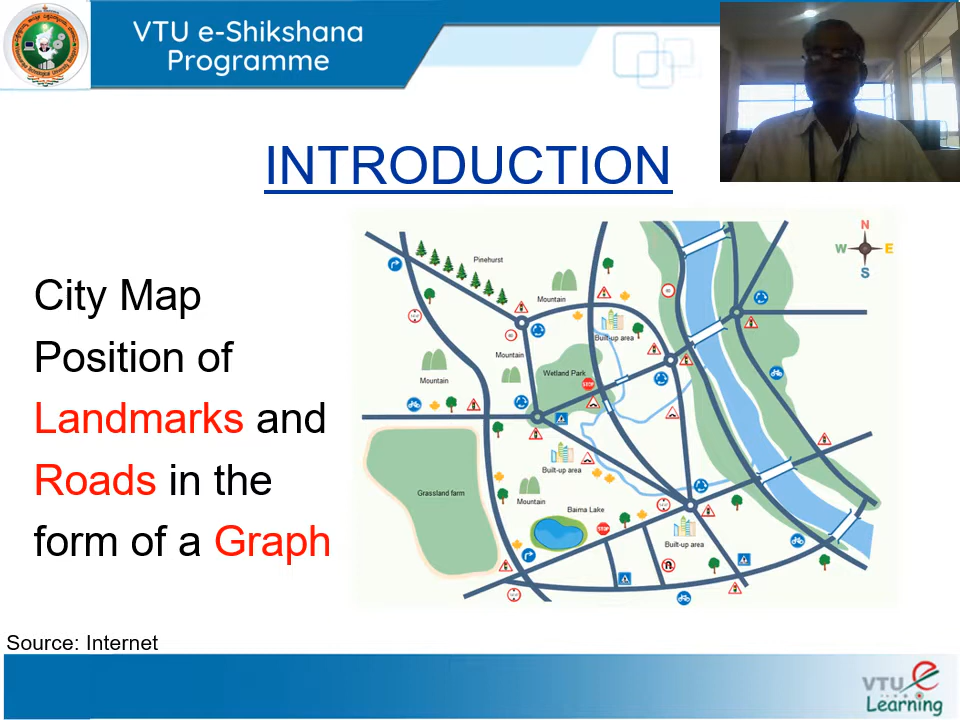 VTU e-Shikshana
Programme
INTRODUCTION
City Map
Position of
Landmarks and
Roads in the
form of a Graph
N
W
E
S
Pinehurst
Mountain
Built-up area
Mountain
Wetland Park
STOP
Mountain
Built-up area
Grassland farm
Mountain
Baima Lake
STOP
Built-up area
Source: Internet
VTU e
Learning